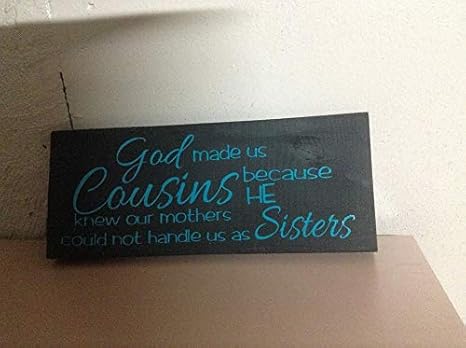 God made us
Cousins because HE
knew our mothers
could not handle us as Sisters